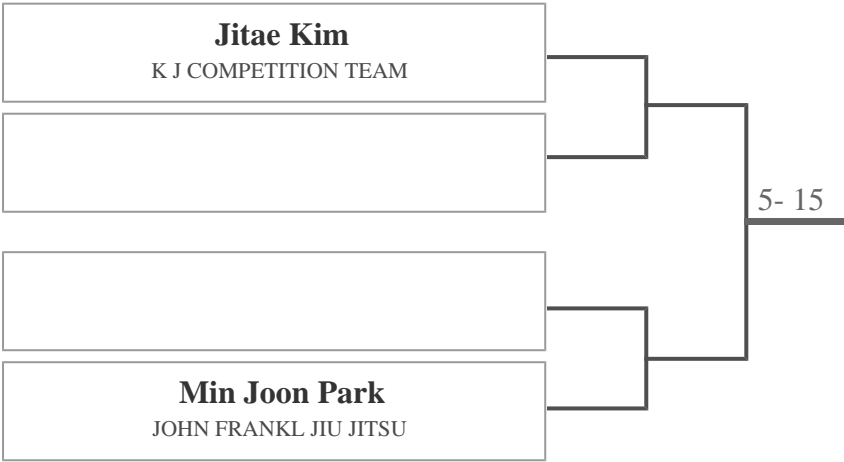 Jitae Kim
K J COMPETITION TEAM
5- 15
Min Joon Park
JOHN FRANKL JIU JITSU